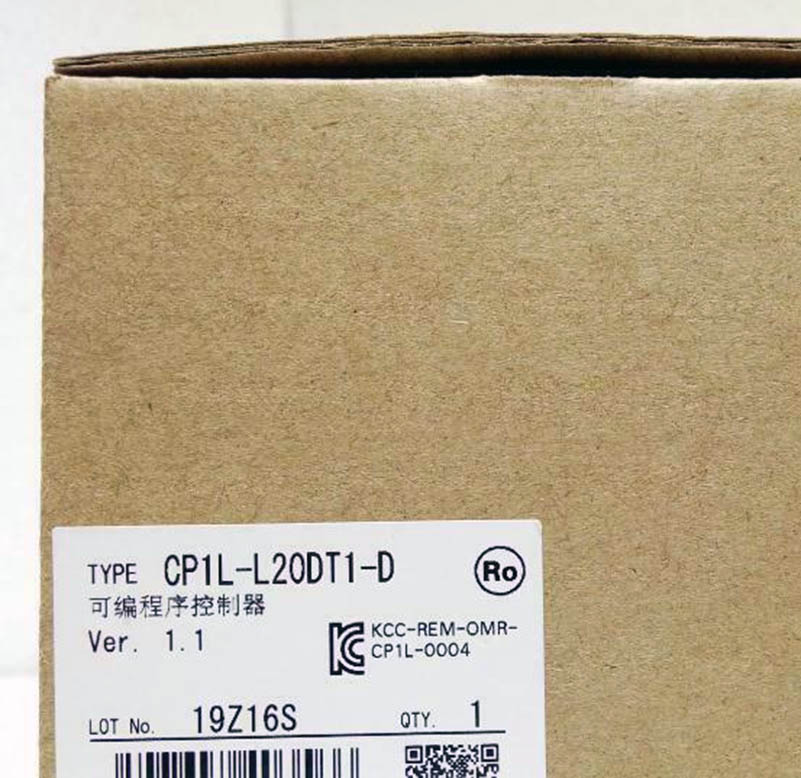 TYPE CP1L-L20DT1-D Ro
可编程序控制器
Ver. 1.1
KCC-REM-OMR-
CP1L-0004
LOT No. 19Z16S QTY. 1